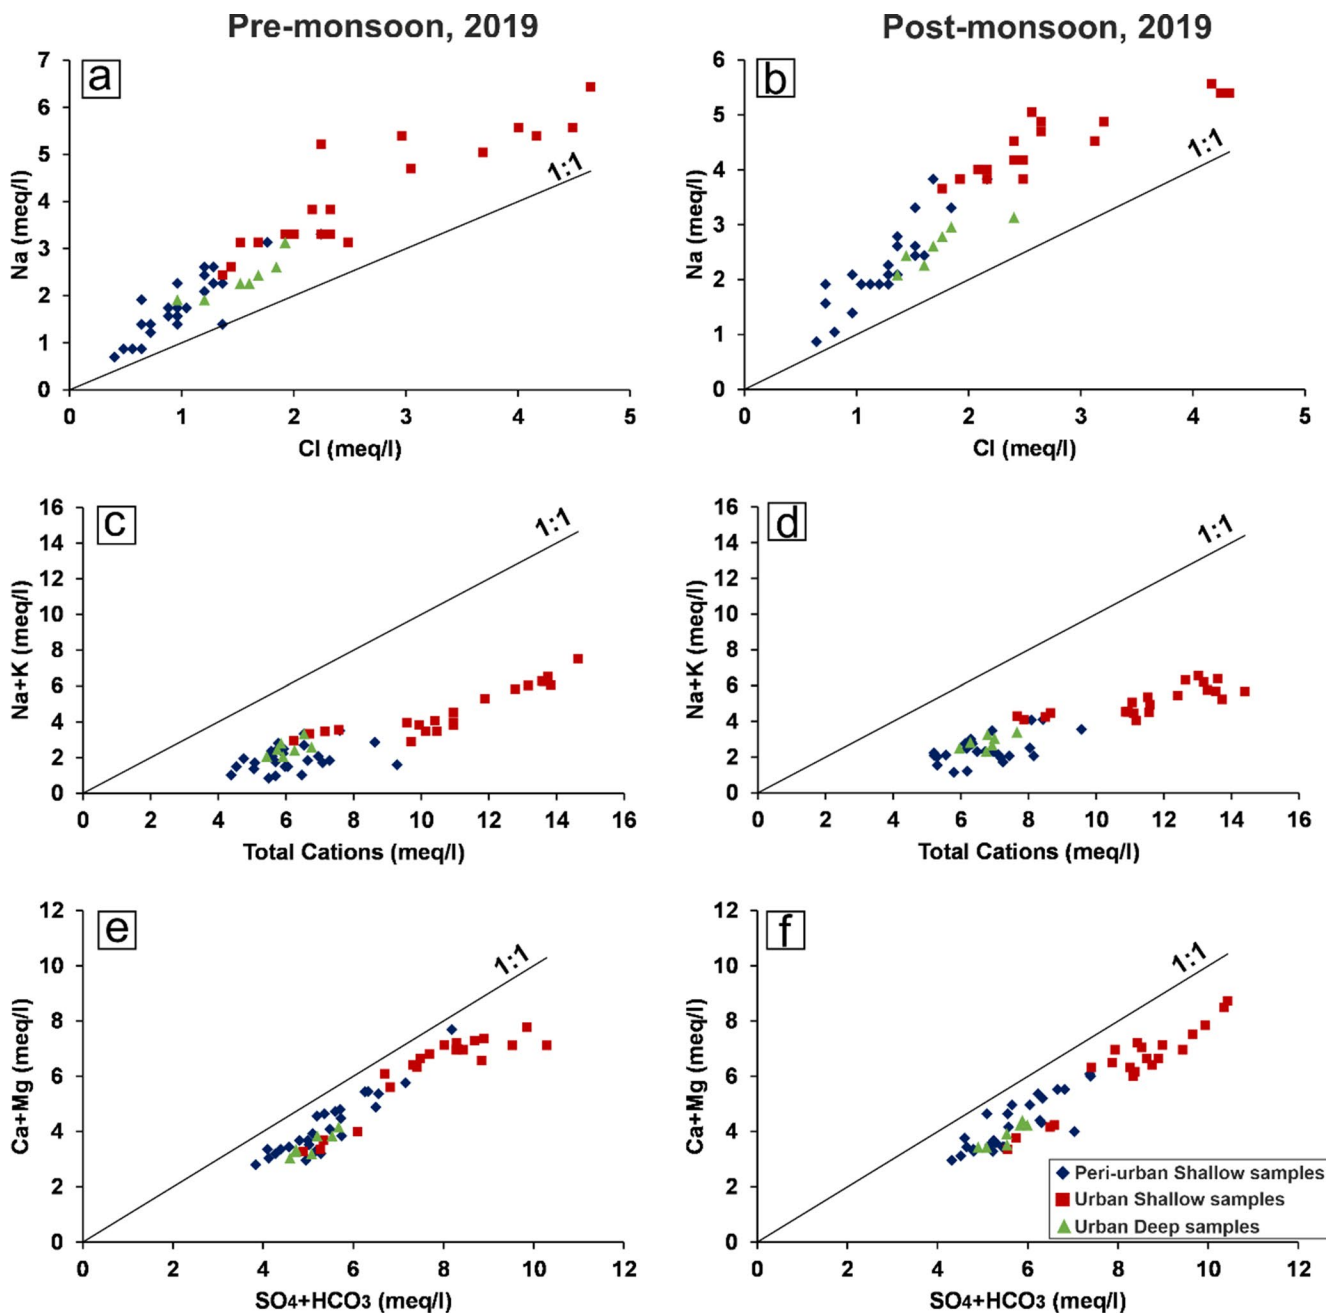 Pre-monsoon, 2019
Post-monsoon, 2019
a
7
6
5
4
3
2
1
0
Na (meq/l)
1:1
0 1 2 3 4 5
Cl (meq/l)
b
6
5
4
3
2
1
0
Na (meq/l)
1:1
0 1 2 3 4 5
Cl (meq/l)
c
16
14
12
10
8
6
4
2
0
Na+K (meq/l)
1:1
0 2 4 6 8 10 12 14 16
Total Cations (meq/l)
d
16
14
12
10
8
6
4
2
0
Na+K (meq/l)
1:1
0 2 4 6 8 10 12 14 16
Total Cations (meq/l)
e
12
10
8
6
4
2
0
Ca+Mg (meq/l)
1:1
0 2 4 6 8 10 12
SO4+HCO3 (meq/l)
f
12
10
8
6
4
2
0
Ca+Mg (meq/l)
1:1
Peri-urban Shallow samples
Urban Shallow samples
Urban Deep samples
0 2 4 6 8 10 12
SO4+HCO3 (meq/l)